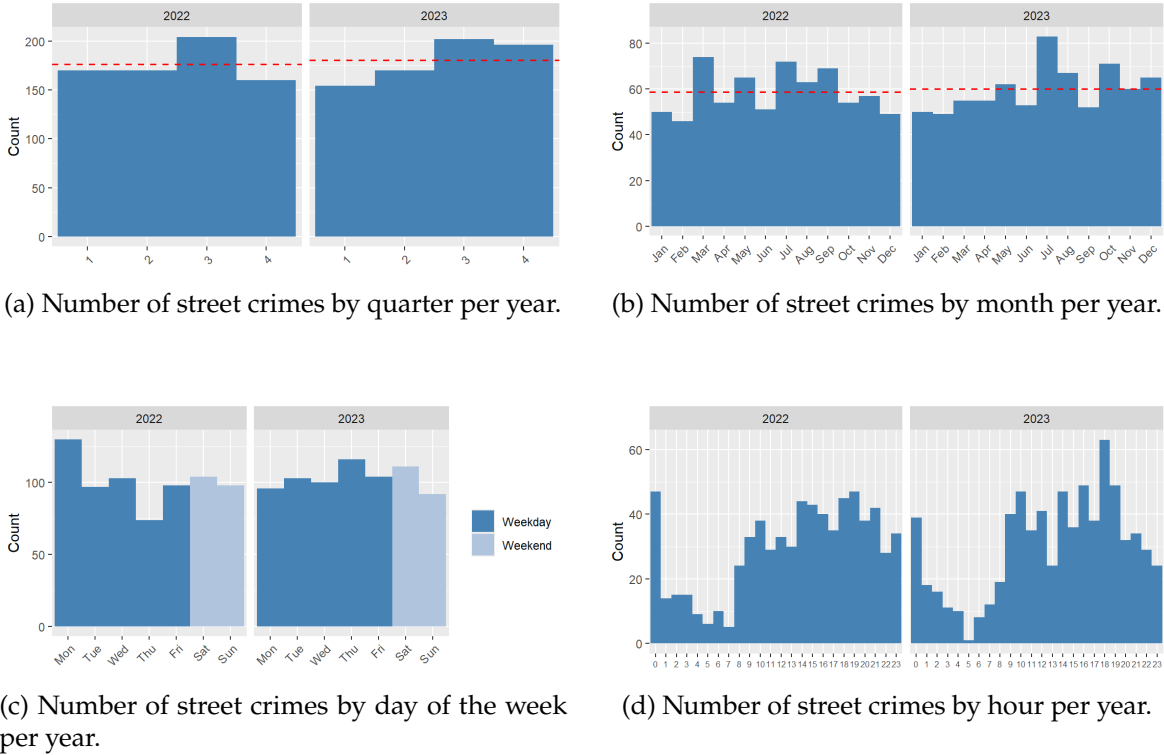 2022 2023
200
150
100
50
0
Count
1 2 3 4 1 2 3 4
(a) Number of street crimes by quarter per year.
2022 2023
80
60
40
20
0
Count
Jan Feb Mar Apr May Jun Jul Aug Sep Oct Nov Dec Jan Feb Mar Apr May Jun Jul Aug Sep Oct Nov Dec
(b) Number of street crimes by month per year.
2022 2023
100
50
0
Count
Mon Tue Wed Thu Fri Sat Sun Mon Tue Wed Thu Fri Sat Sun
Weekday
Weekend
(c) Number of street crimes by day of the week
per year.
2022 2023
60
40
20
0
Count
0 1 2 3 4 5 6 7 8 9 10 11 12 13 14 15 16 17 18 19 20 21 22 23 0 1 2 3 4 5 6 7 8 9 10 11 12 13 14 15 16 17 18 19 20 21 22 23
(d) Number of street crimes by hour per year.